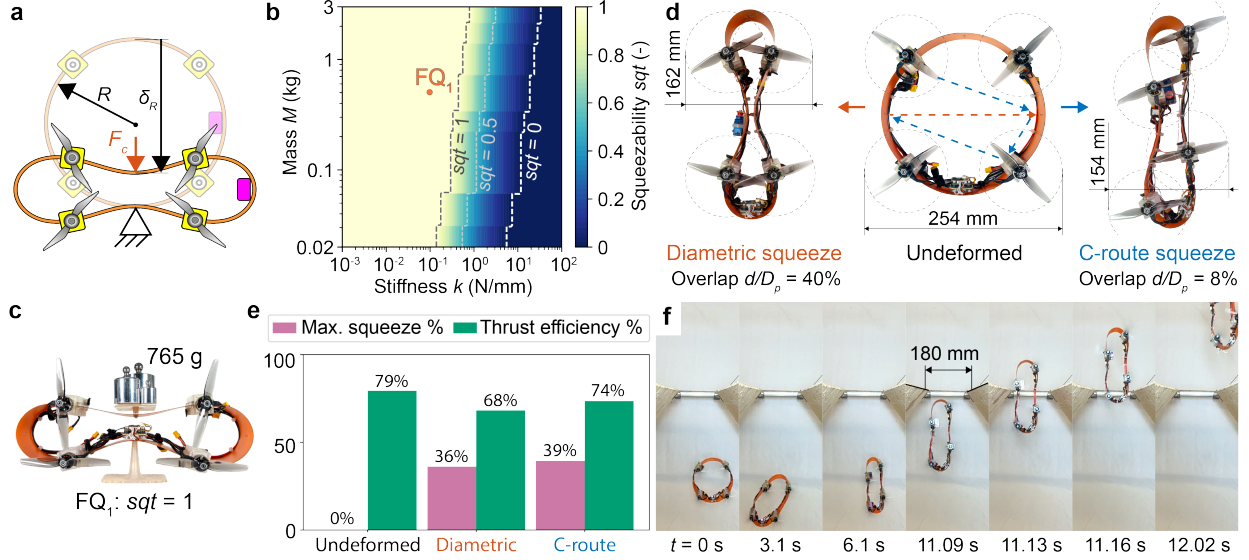 a
R
δR
Fc
b
3
1
0.1
0.02
Mass M (kg)
FQ1
sqt = 1
sqt = 0.5
sqt = 0
10-3
10-2
10-1
100
101
102
Stiffness k (N/mm)
1
0.8
0.6
0.4
0.2
0
Squeezability sqt (-)
c
765 g
FQ1: sqt = 1
d
162 mm
254 mm
154 mm
Diametric squeeze
Overlap d/Dp = 40%
Undeformed
C-route squeeze
Overlap d/Dp = 8%
e
Max. squeeze %
Thrust efficiency %
100
50
0
0%
79%
36%
68%
39%
74%
Undeformed
Diametric
C-route
f
180 mm
t = 0 s
3.1 s
6.1 s
11.09 s
11.13 s
11.16 s
12.02 s